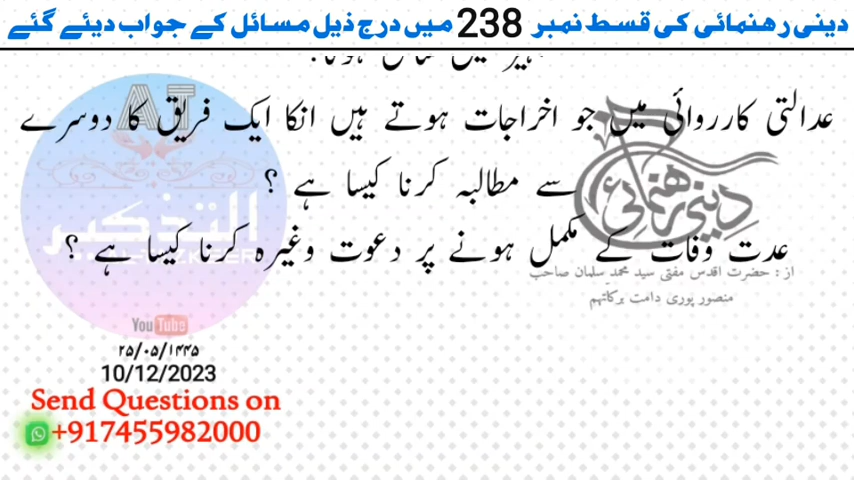 دینی رهنمائی کی قسط نمبر 238 میں درج ذیل مسائل کے جواب دیئے گئے
عدالتی کارروائی میں جو اخراجات ہوتے ہیں انکا ایک فریق کا دوسرے
سے مطالبہ کرنا کیسا ہے ؟
عدت وفات کے مکمل ہونے پر دعوت وغیرہ کرنا کیسا ہے ؟
AT
التذکیر
دینی رہنمائی
از : حضرت اقدس مفتی سید محمد سلمان صاحب
منصور پوری دامت برکاتہم
YouTube
۲۵/۰۵/۱۴۴۵
10/12/2023
Send Questions on
+917455982000